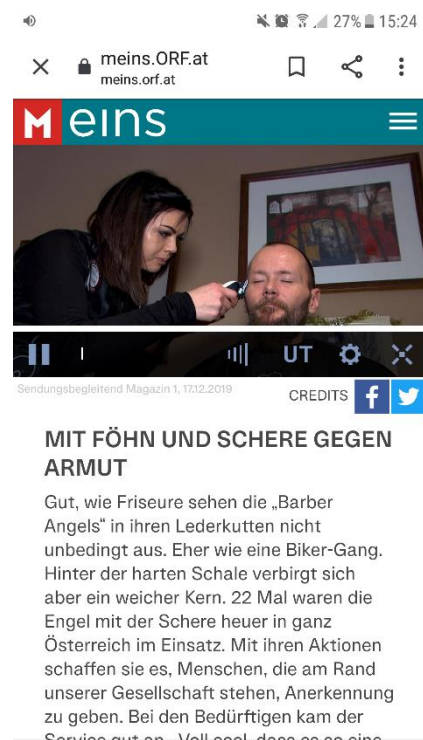 27% 15:24
meins.ORF.at
meins.orf.at
M eins
UT
Sendungsbegleitend Magazin 1, 17.12.2019
CREDITS
MIT FÖHN UND SCHERE GEGEN
ARMUT
Gut, wie Friseure sehen die „Barber
Angels“ in ihren Lederkutten nicht
unbedingt aus. Eher wie eine Biker-Gang.
Hinter der harten Schale verbirgt sich
aber ein weicher Kern. 22 Mal waren die
Engel mit der Schere heuer in ganz
Österreich im Einsatz. Mit ihren Aktionen
schaffen sie es, Menschen, die am Rand
unserer Gesellschaft stehen, Anerkennung
zu geben. Bei den Bedürftigen kam der